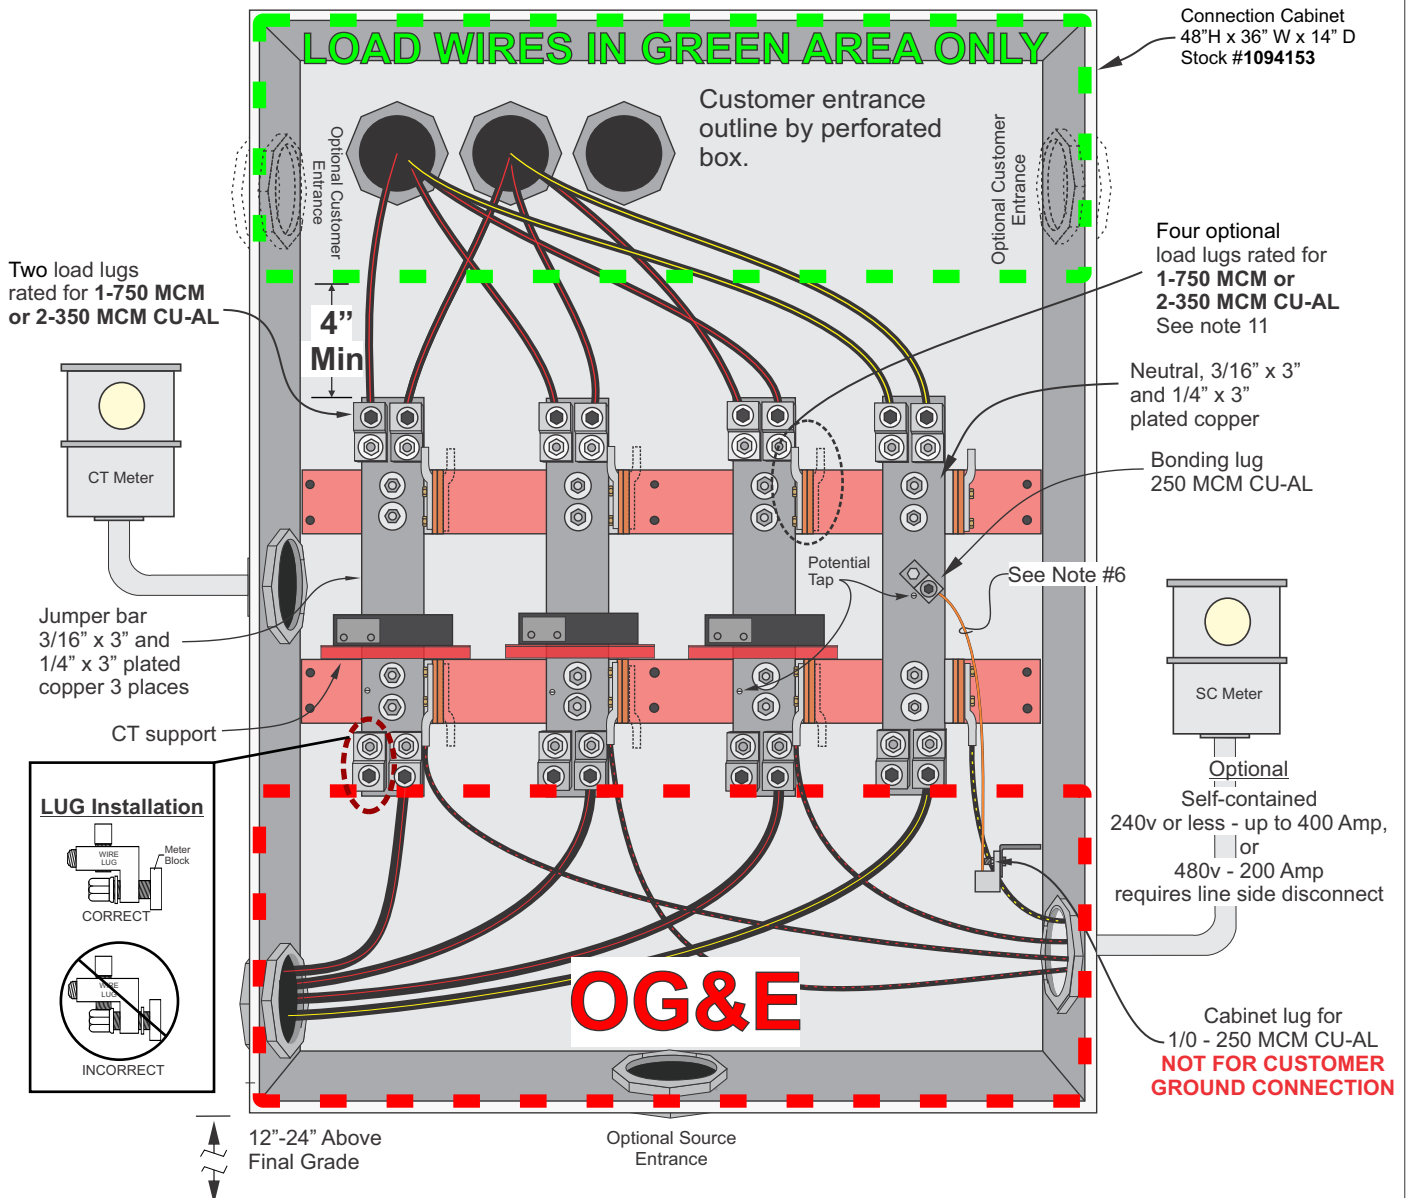 LOAD WIRES IN GREEN AREA ONLY
Connection Cabinet
48”H x 36” W x 14” D
Stock #1094153
Customer entrance
outline by perforated
box.
Optional Customer
Entrance
Optional Customer
Entrance
Two load lugs
rated for 1-750 MCM
or 2-350 MCM CU-AL
4”
Min
Four optional
load lugs rated for
1-750 MCM or
2-350 MCM CU-AL
See note 11
Neutral, 3/16” x 3”
and 1/4” x 3”
plated copper
Bonding lug
250 MCM CU-AL
CT Meter
Potential
Tap
See Note #6
Jumper bar
3/16” x 3” and
1/4” x 3” plated
copper 3 places
CT support
SC Meter
Optional
Self-contained
240v or less - up to 400 Amp,
or
480v - 200 Amp
requires line side disconnect
LUG Installation
WIRE
LUG
Meter
Block
CORRECT
WIRE
LUG
INCORRECT
OG&E
Cabinet lug for
1/0 - 250 MCM CU-AL
NOT FOR CUSTOMER
GROUND CONNECTION
12”-24” Above
Final Grade
Optional Source
Entrance